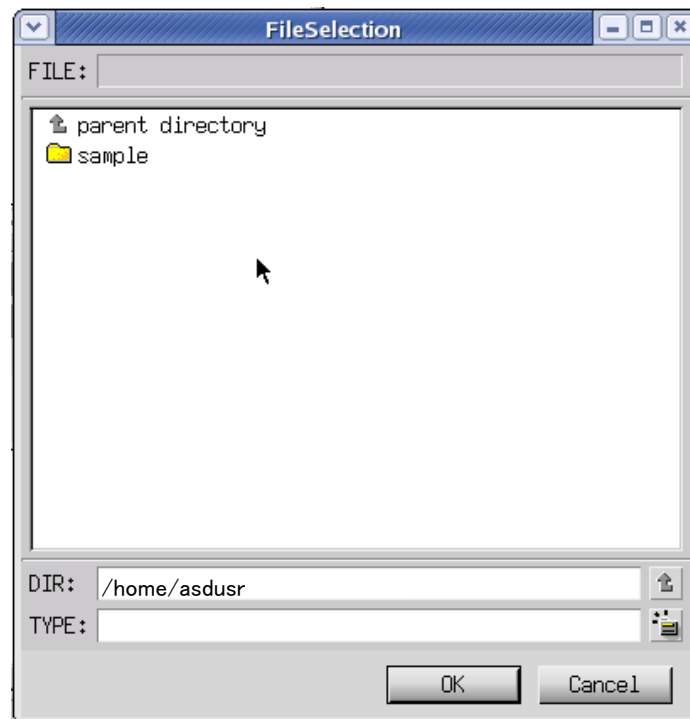 FileSelection
FILE:
parent directory
sample
DIR: /home/asdusr
TYPE:
OK Cancel